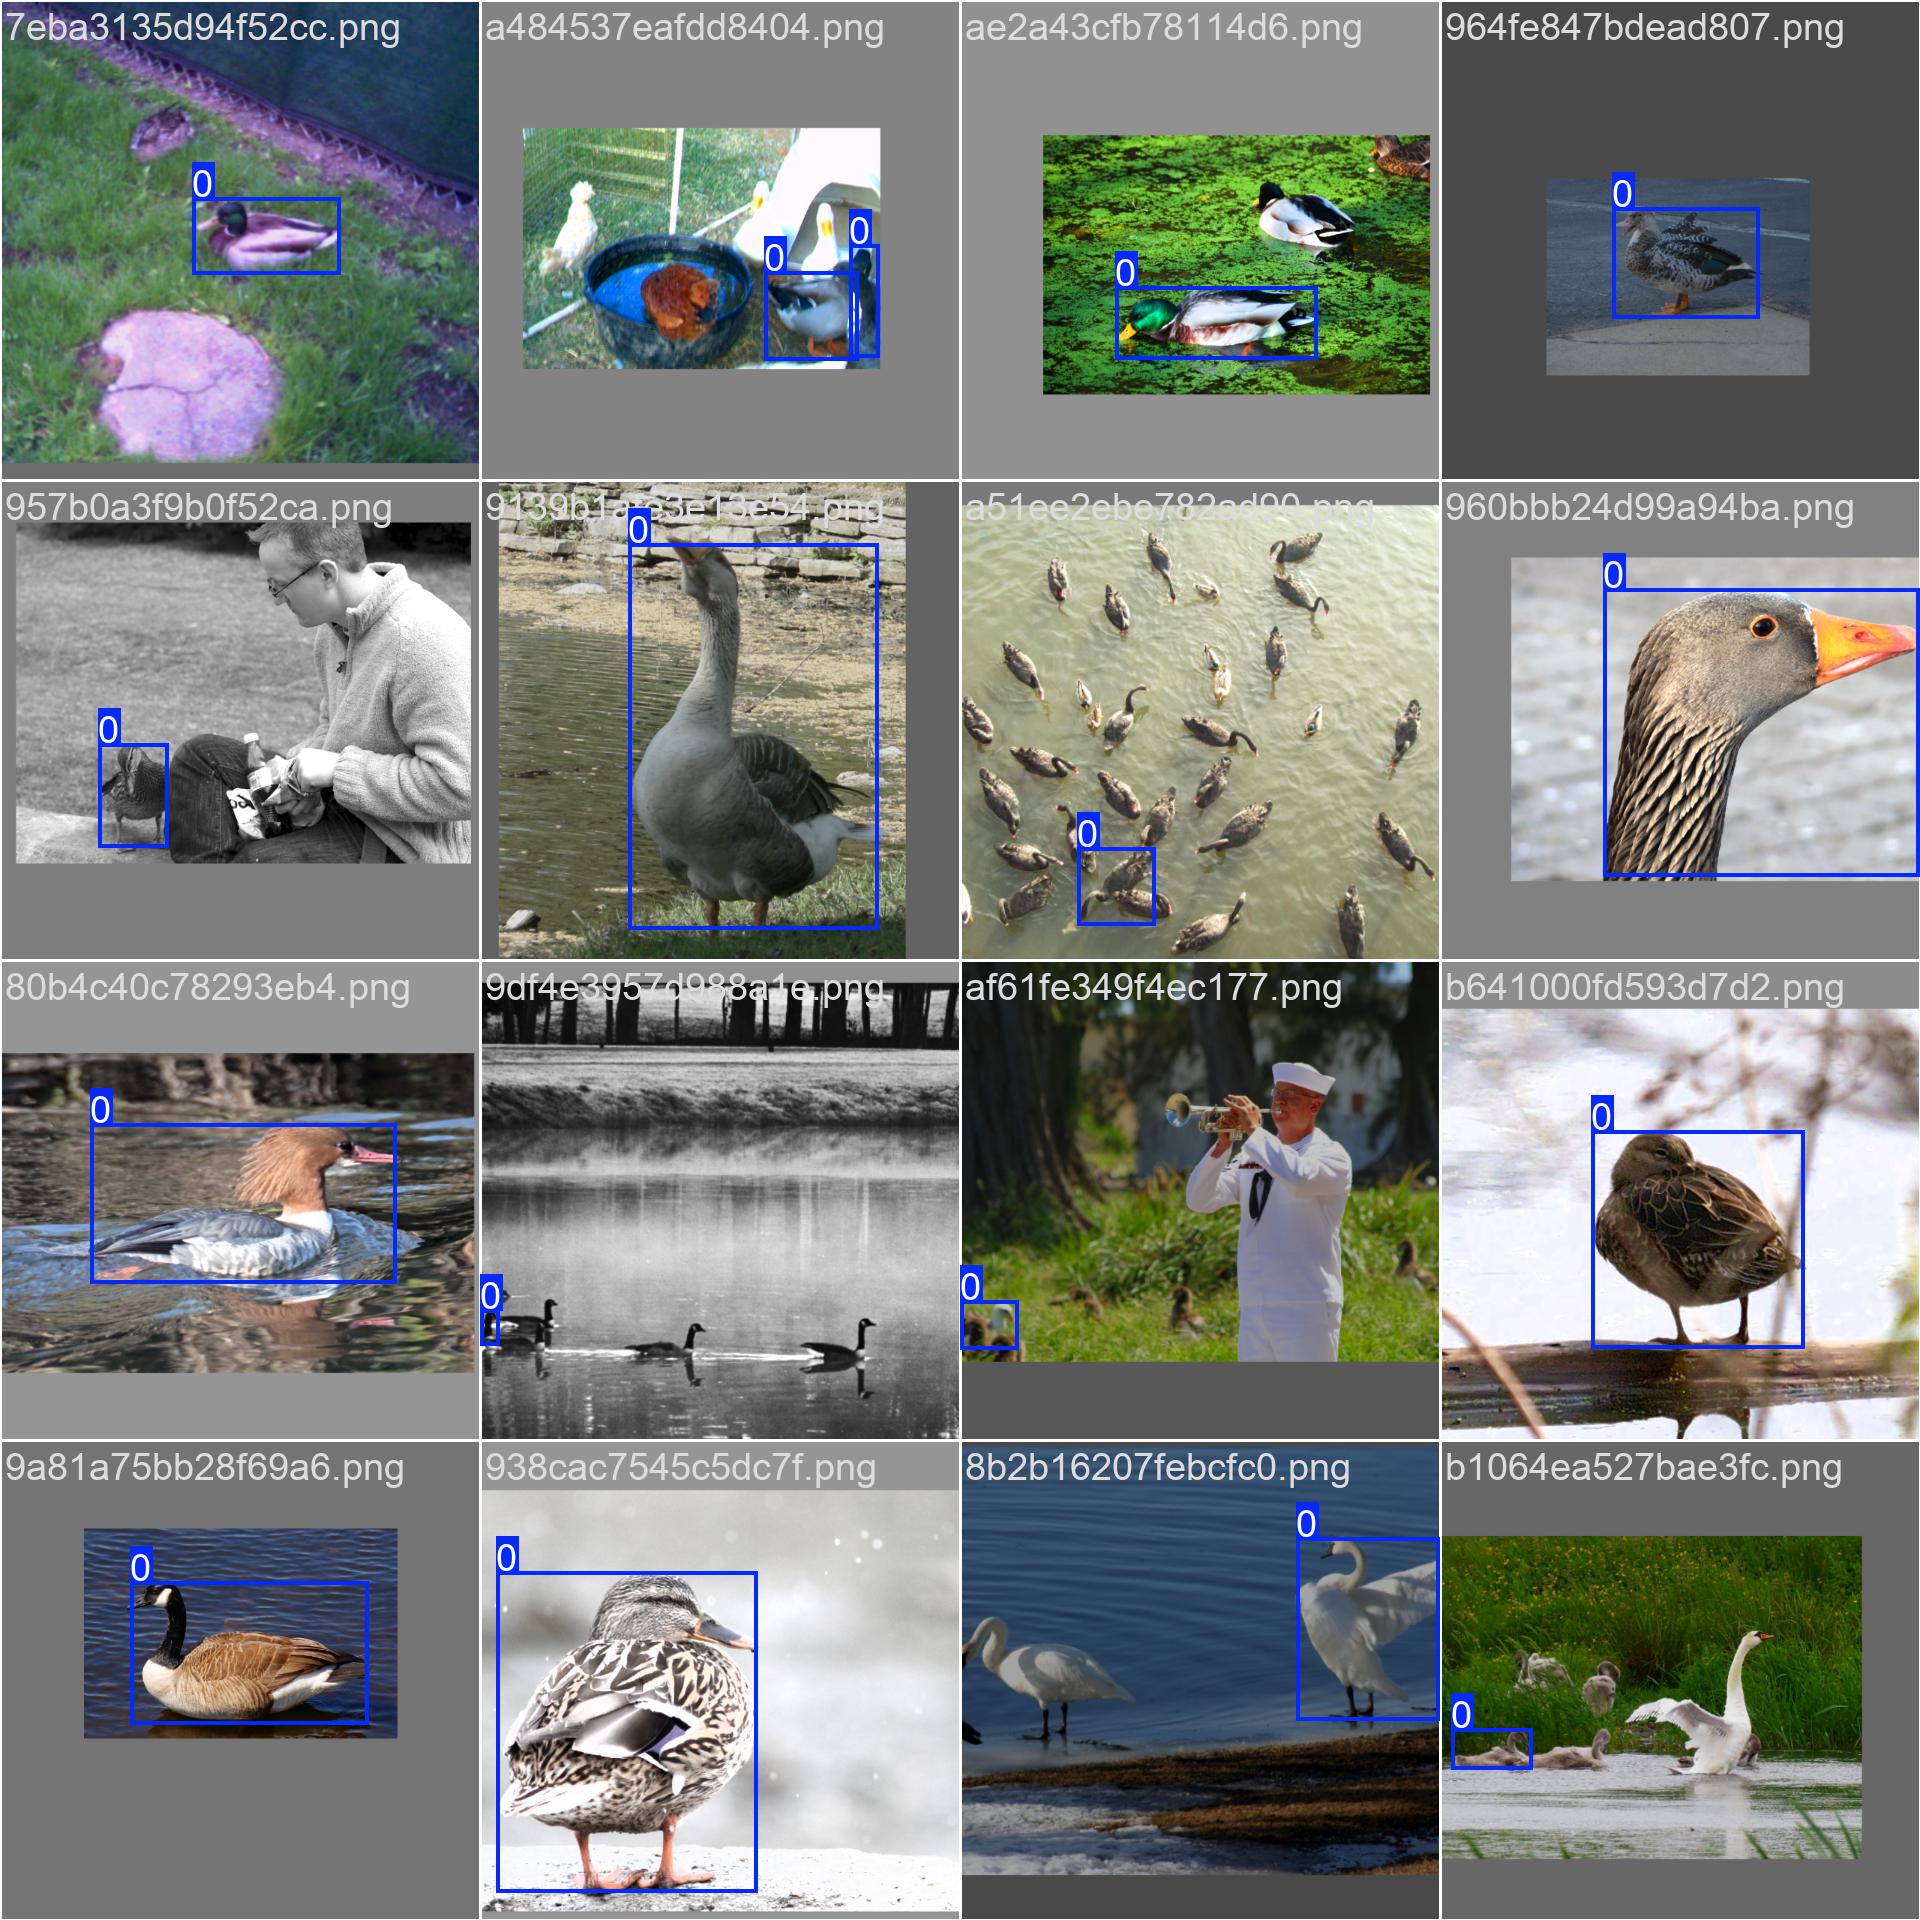 7eba3135d94f52cc.png
a484537eafdd8404.png
ae2a43cfb78114d6.png
964fe847bdead807.png
0
0
0
0
0
957b0a3f9b0f52ca.png
9139b1afe3e13e54.png
a51ee2ebe782ad90.png
960bbb24d99a94ba.png
0
0
0
0
80b4c40c78293eb4.png
9df4e3957d988a1e.png
af61fe349f4ec177.png
b641000fd593d7d2.png
0
0
0
0
9a81a75bb28f69a6.png
938cac7545c5dc7f.png
8b2b16207febcfc0.png
b1064ea527bae3fc.png
0
0
0
0